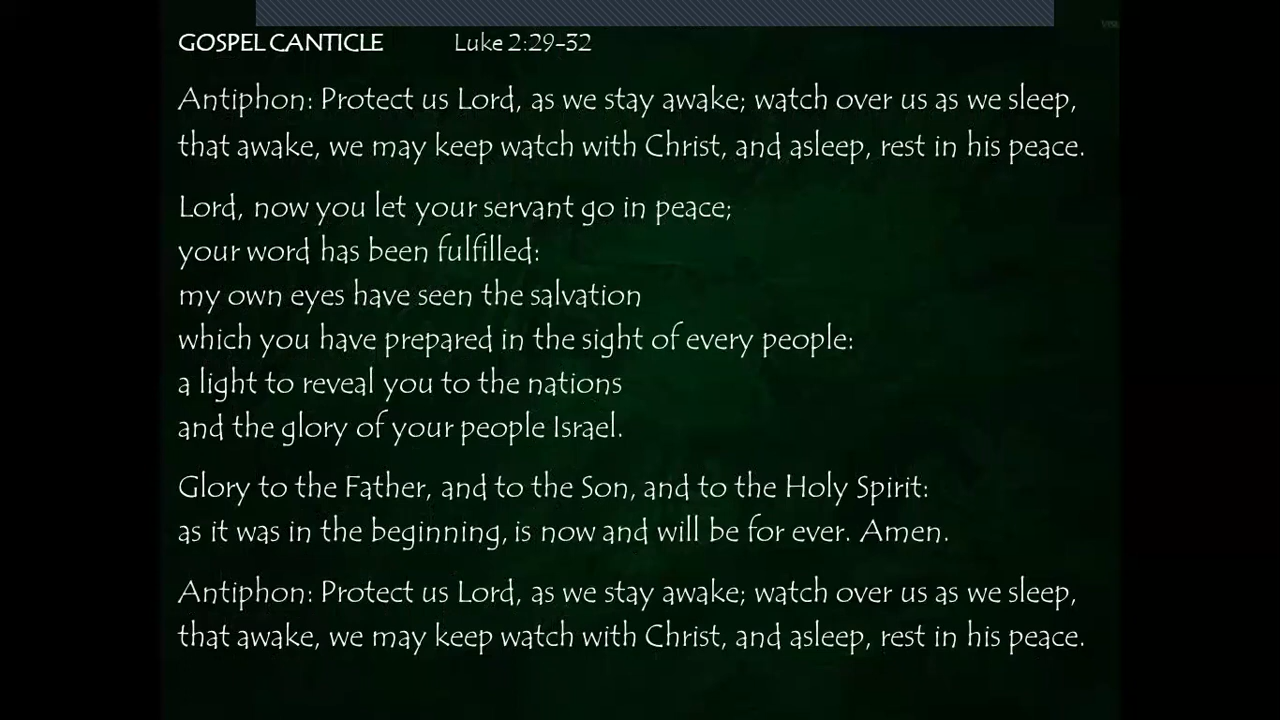 GOSPEL CANTICLE Luke 2:29-32
Antiphon: Protect us Lord, as we stay awake; watch over us as we sleep,
that awake, we may keep watch with Christ, and asleep, rest in his peace.
Lord, now you let your servant go in peace;
your word has been fulfilled:
my own eyes have seen the salvation
which you have prepared in the sight of every people:
a light to reveal you to the nations
and the glory of your people Israel.
Glory to the Father, and to the Son, and to the Holy Spirit:
as it was in the beginning, is now and will be for ever. Amen.
Antiphon: Protect us Lord, as we stay awake; watch over us as we sleep,
that awake, we may keep watch with Christ, and asleep, rest in his peace.